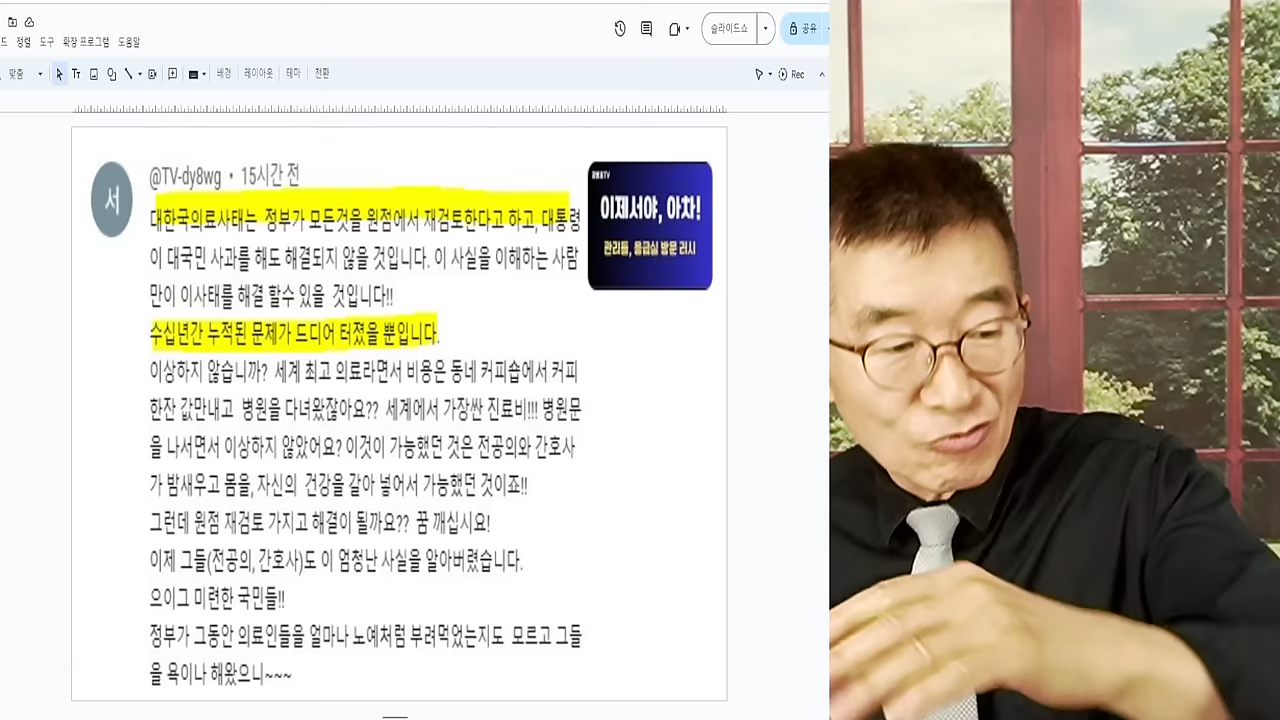 드 정렬 도구 확장 프로그램 도움말
슬라이드쇼
공유
맞춤
Tr
배경 레이아웃 테마 전환
Rec
서
@TV-dy8wg • 15시간 전
대한국의료사태는 정부가 모든것을 원점에서 재검토한다고 하고, 대통령
이 대국민 사과를 해도 해결되지 않을 것입니다. 이 사실을 이해하는 사람
만이 이사태를 해결 할수 있을 것입니다!!
수십년간 누적된 문제가 드디어 터졌을 뿐입니다.
이상하지 않습니까? 세계 최고 의료라면서 비용은 동네 커피숍에서 커피
한잔 값만내고 병원을 다녀왔잖아요?? 세계에서 가장싼 진료비!!! 병원문
을 나서면서 이상하지 않았어요? 이것이 가능했던 것은 전공의와 간호사
가 밤새우고 몸을, 자신의 건강을 갈아 넣어서 가능했던 것이죠!!
그런데 원점 재검토 가지고 해결이 될까요?? 꿈 깨십시요!
이제 그들(전공의, 간호사)도 이 엄청난 사실을 알아버렸습니다.
으이그 미련한 국민들!!
정부가 그동안 의료인들을 얼마나 노예처럼 부려먹었는지도 모르고 그들
을 욕이나 해왔으니~~~
이제서야, 아차!
관리들, 응급실 방문 러시